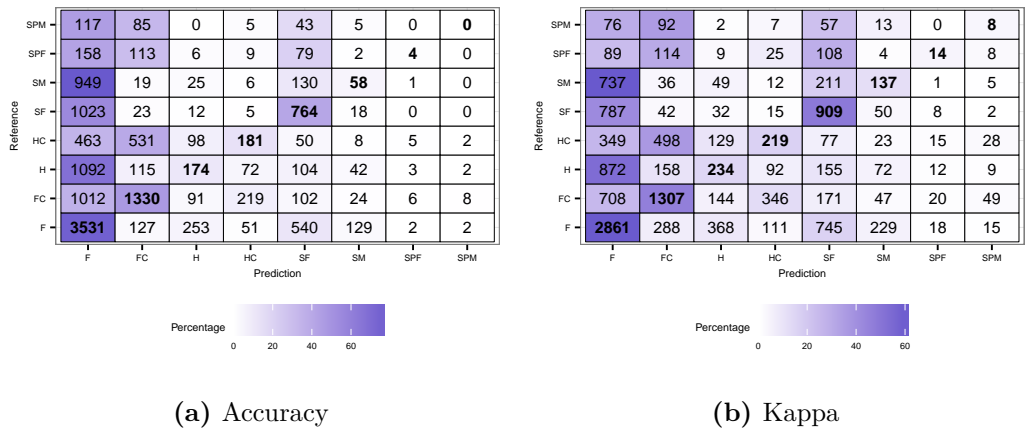 SPM 117 85 0 5 43 5 0 0
SPF 158 113 6 9 79 2 4 0
SM 949 19 25 6 130 58 1 0
SF 1023 23 12 5 764 18 0 0
HC 463 531 98 181 50 8 5 2
H 1092 115 174 72 104 42 3 2
FC 1012 1330 91 219 102 24 6 8
F 3531 127 253 51 540 129 2 2
Reference
F FC H HC SF SM SPF SPM
Prediction
Percentage
0 20 40 60
(a) Accuracy
SPM 76 92 2 7 57 13 0 8
SPF 89 114 9 25 108 4 14 8
SM 737 36 49 12 211 137 1 5
SF 787 42 32 15 909 50 8 2
HC 349 498 129 219 77 23 15 28
H 872 158 234 92 155 72 12 9
FC 708 1307 144 346 171 47 20 49
F 2861 288 368 111 745 229 18 15
Reference
F FC H HC SF SM SPF SPM
Prediction
Percentage
0 20 40 60
(b) Kappa